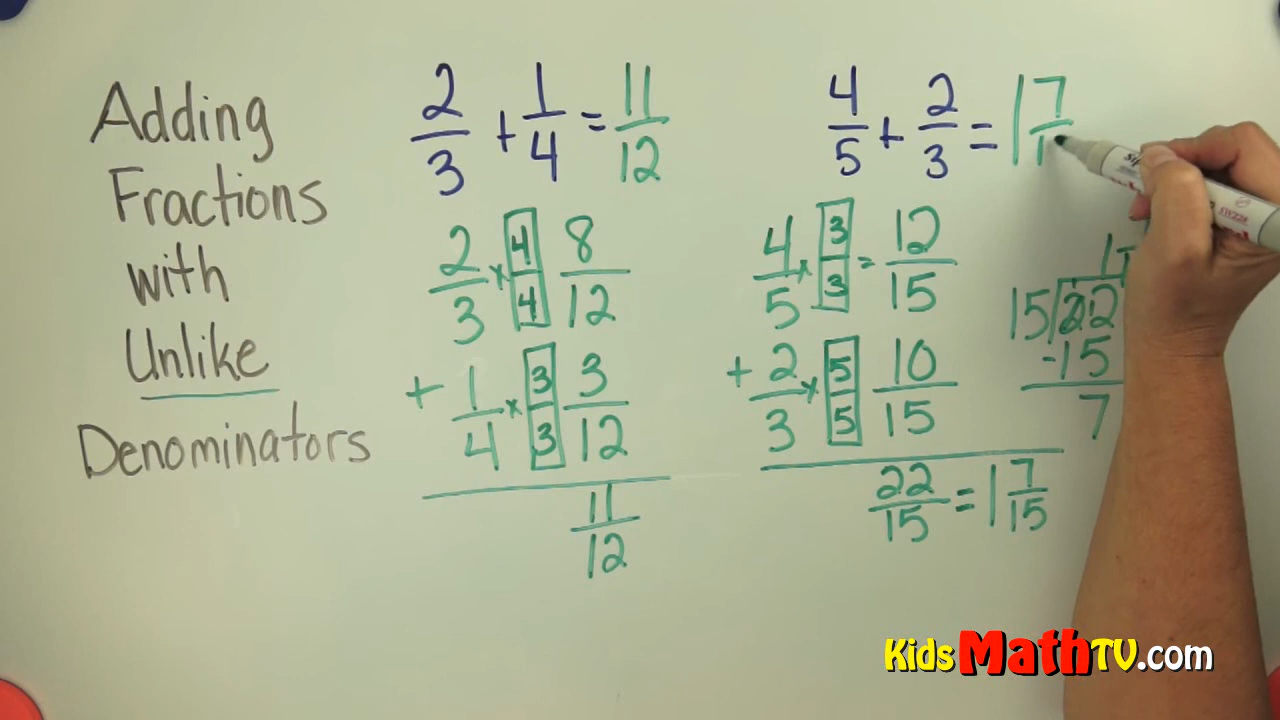 Adding
Fractions
with
Unlike
Denominators
2/3 + 1/4 = 11/12
2/3 × 4/4 8/12
+ 1/4 × 3/3 3/12
11/12
4/5 + 2/3 = 1 7/1
4/5 × 3/3 = 12/15
+ 2/3 × 5/5 10/15
22/15 = 1 7/15
1
15 22
-15
7
KidsMathTV.com